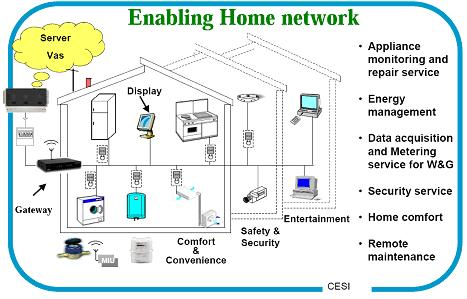 Enabling Home network
Server
Vas
Display
Gateway
Comfort
&
Convenience
Safety &
Security
Entertainment
MIU
• Appliance
monitoring and
repair service
• Energy
management
• Data acquisition
and Metering
service for W&G
• Security service
• Home comfort
• Remote
maintenance
CESI